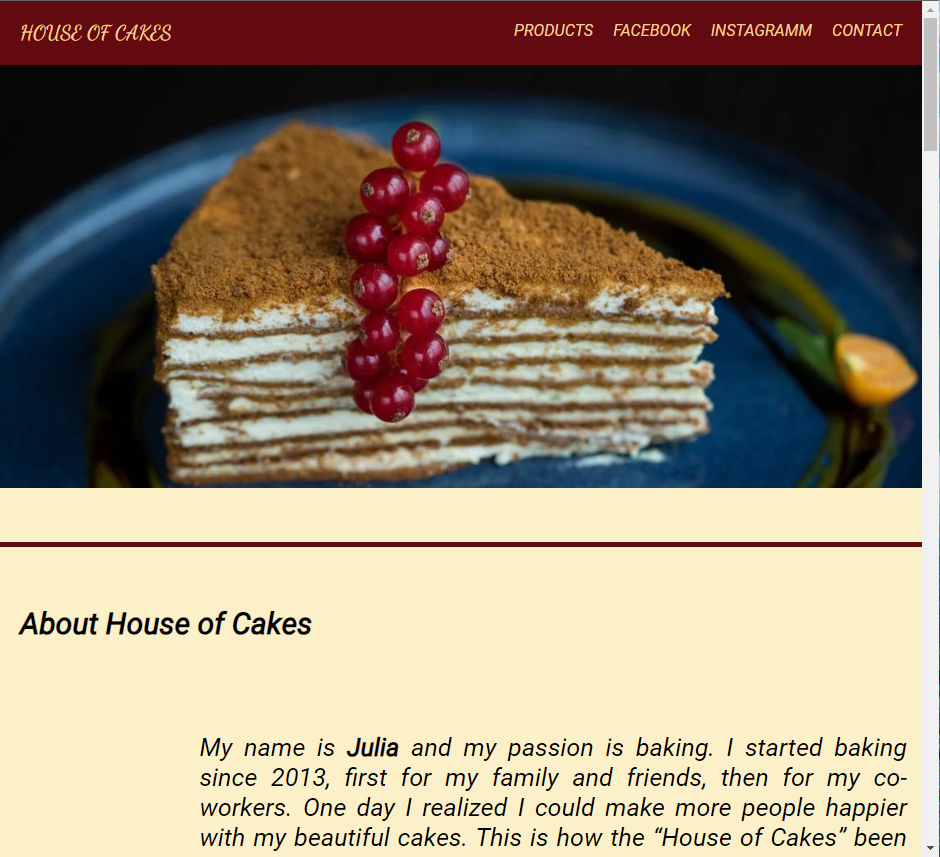 HOUSE OF CAKES
PRODUCTS FACEBOOK INSTAGRAMM CONTACT
About House of Cakes
My name is Julia and my passion is baking. I started baking
since 2013, first for my family and friends, then for my co-
workers. One day I realized I could make more people happier
with my beautiful cakes. This is how the “House of Cakes” been